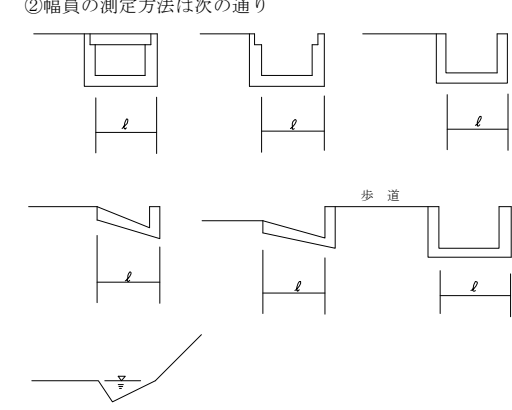 ②幅員の測定方法は次の通り
ℓ ℓ ℓ
歩 道
ℓ ℓ ℓ